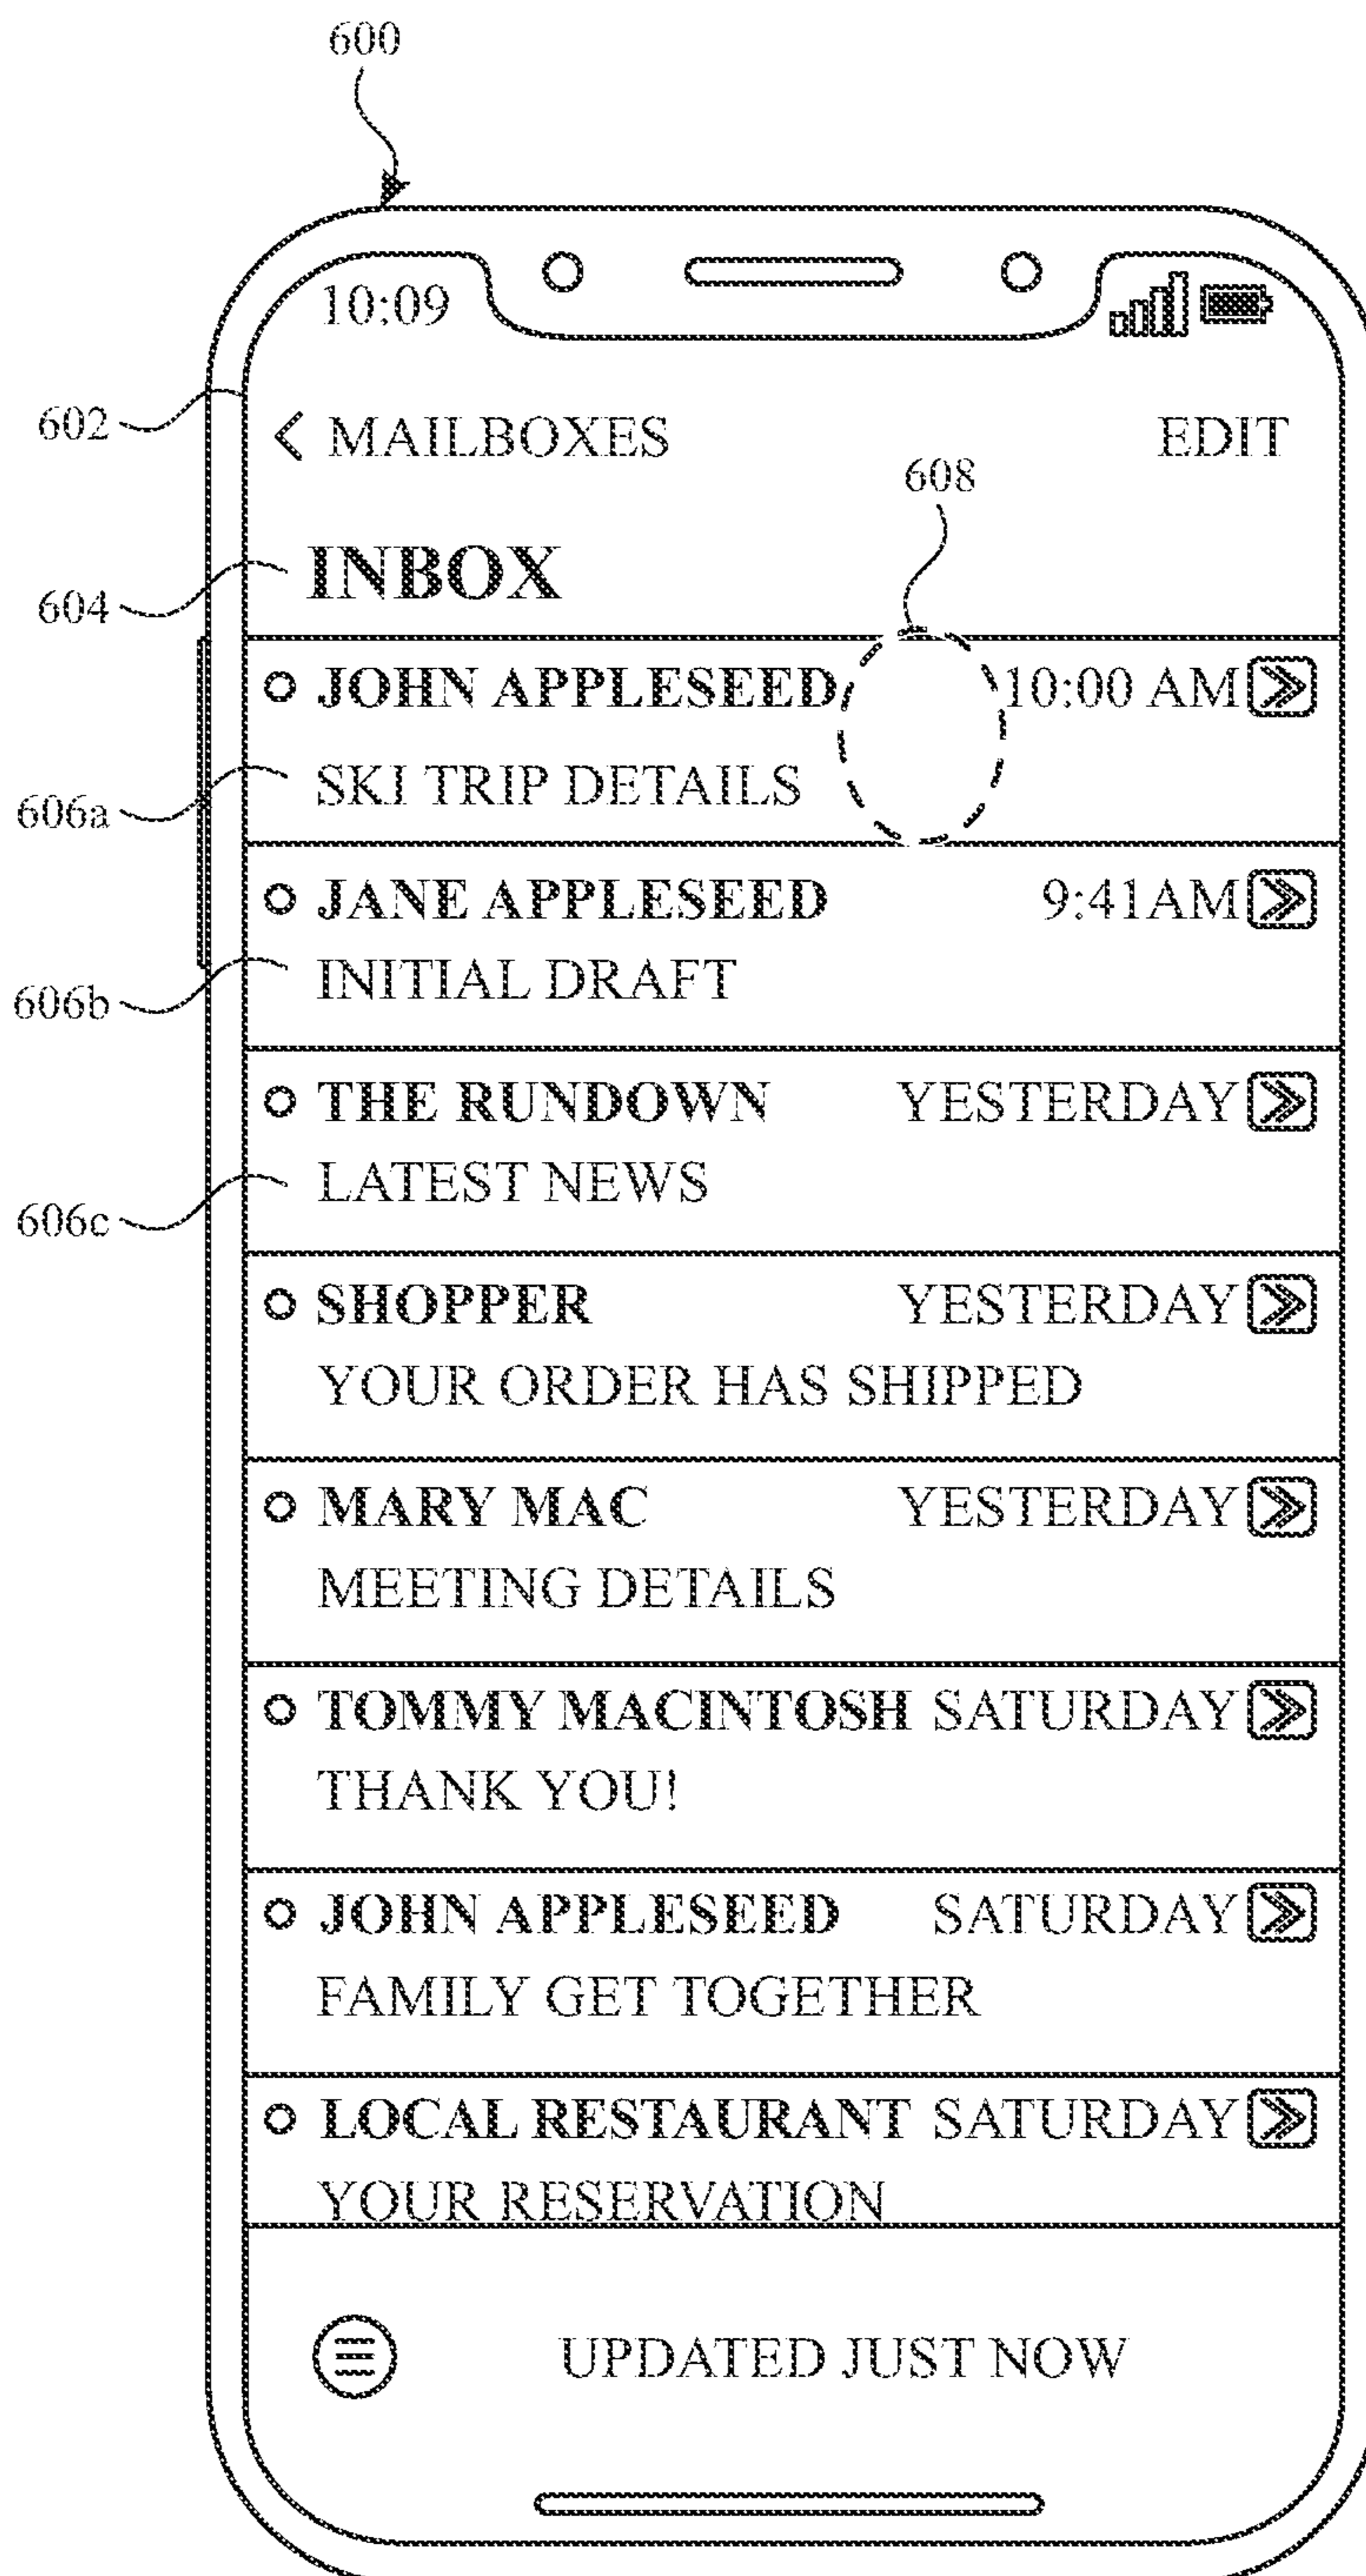 600
10:09
602
< MAILBOXES EDIT
608
604
INBOX
JOHN APPLESEED 10:00 AM
606a
SKI TRIP DETAILS
JANE APPLESEED 9:41AM
606b
INITIAL DRAFT
THE RUNDOWN YESTERDAY
606c
LATEST NEWS
SHOPPER YESTERDAY
YOUR ORDER HAS SHIPPED
MARY MAC YESTERDAY
MEETING DETAILS
TOMMY MACINTOSH SATURDAY
THANK YOU!
JOHN APPLESEED SATURDAY
FAMILY GET TOGETHER
LOCAL RESTAURANT SATURDAY
YOUR RESERVATION
UPDATED JUST NOW